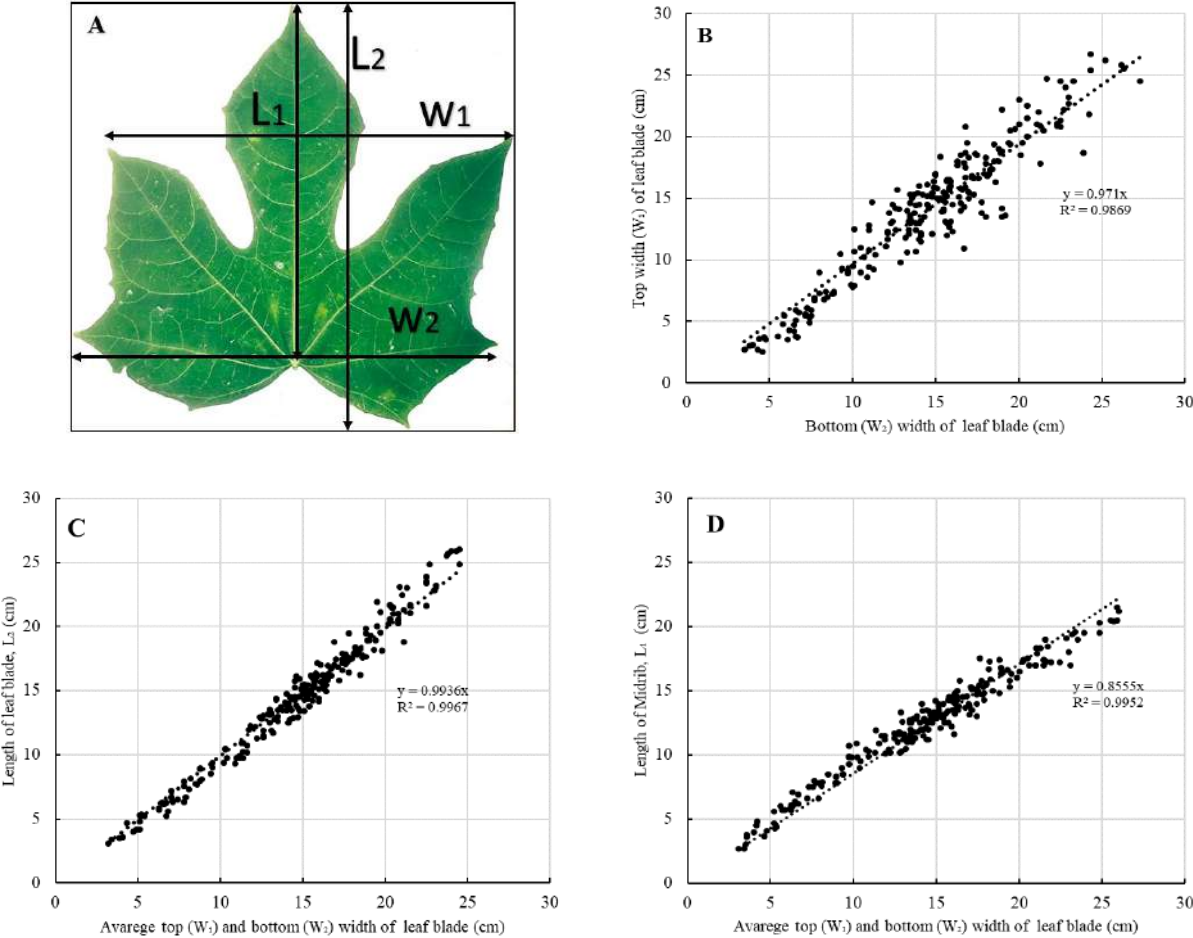 A
L2
L1
W1
W2
B
30
25
20
15
10
5
0
0 5 10 15 20 25 30
Top width (W₁) of leaf blade (cm)
y = 0.971x
R² = 0.9869
Bottom (W₂) width of leaf blade (cm)
C
30
25
20
15
10
5
0
0 5 10 15 20 25 30
Length of leaf blade, L₂ (cm)
y = 0.9936x
R² = 0.9967
Avarege top (W₁) and bottom (W₂) width of leaf blade (cm)
D
30
25
20
15
10
5
0
0 5 10 15 20 25 30
Length of Midrib, L₁ (cm)
y = 0.8555x
R² = 0.9952
Avarege top (W₁) and bottom (W₂) width of leaf blade (cm)